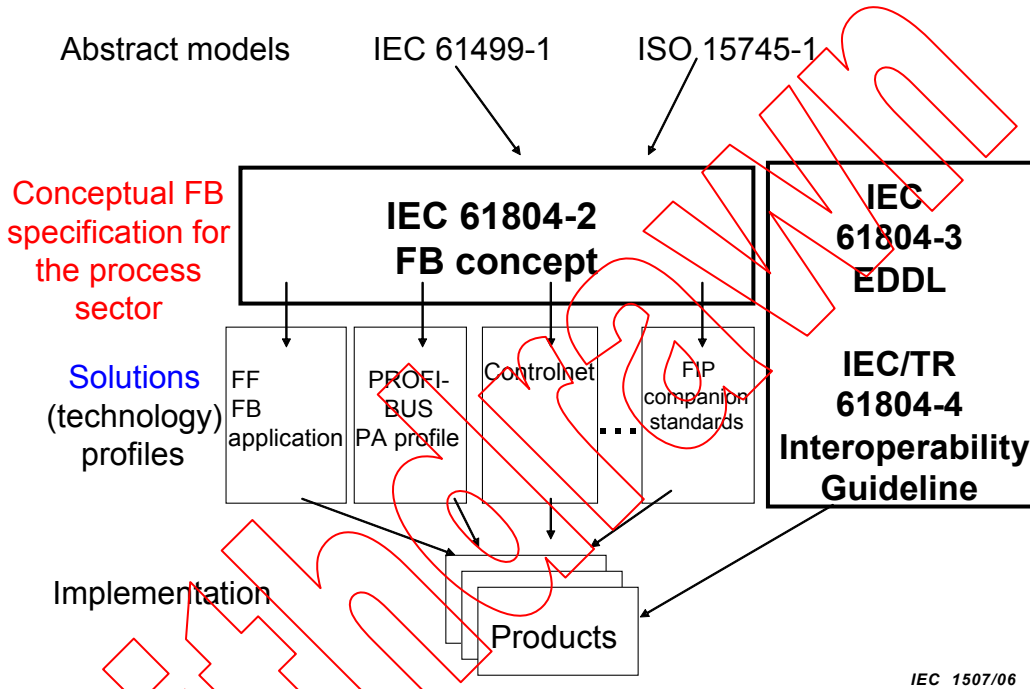 Abstract models
IEC 61499-1
ISO 15745-1
Conceptual FB
specification for
the process
sector
IEC 61804-2
FB concept
IEC
61804-3
EDDL
IEC/TR
61804-4
Interoperability
Guideline
Solutions
(technology)
profiles
FF
FB
application
PROFI-
BUS
PA profile
Controlnet
....
FIP
companion
standards
Implementation
Products
IEC 1507/06